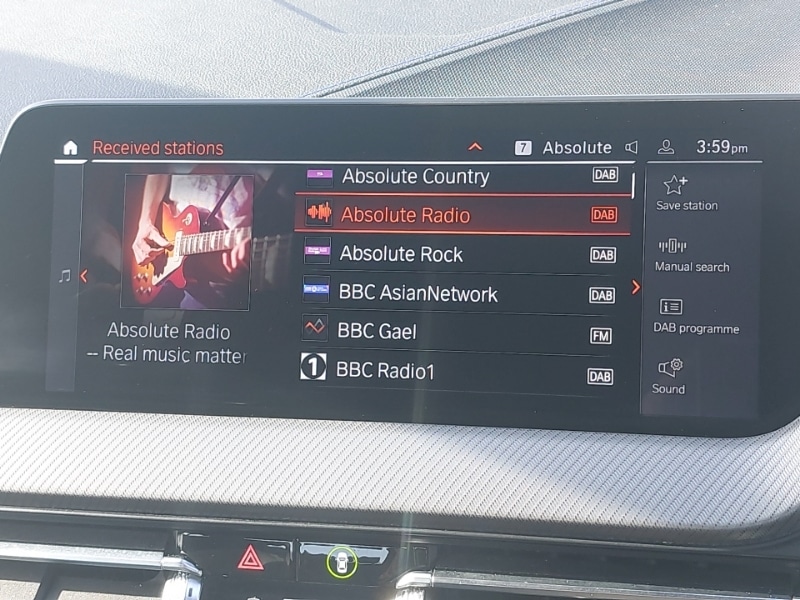 Received stations
7 Absolute
3:59pm
Absolute Country DAB
Absolute Radio DAB
Absolute Rock DAB
BBC AsianNetwork DAB
BBC Gael FM
1 BBC Radio1 DAB
Absolute Radio
-- Real music matter
Save station
Manual search
DAB programme
Sound